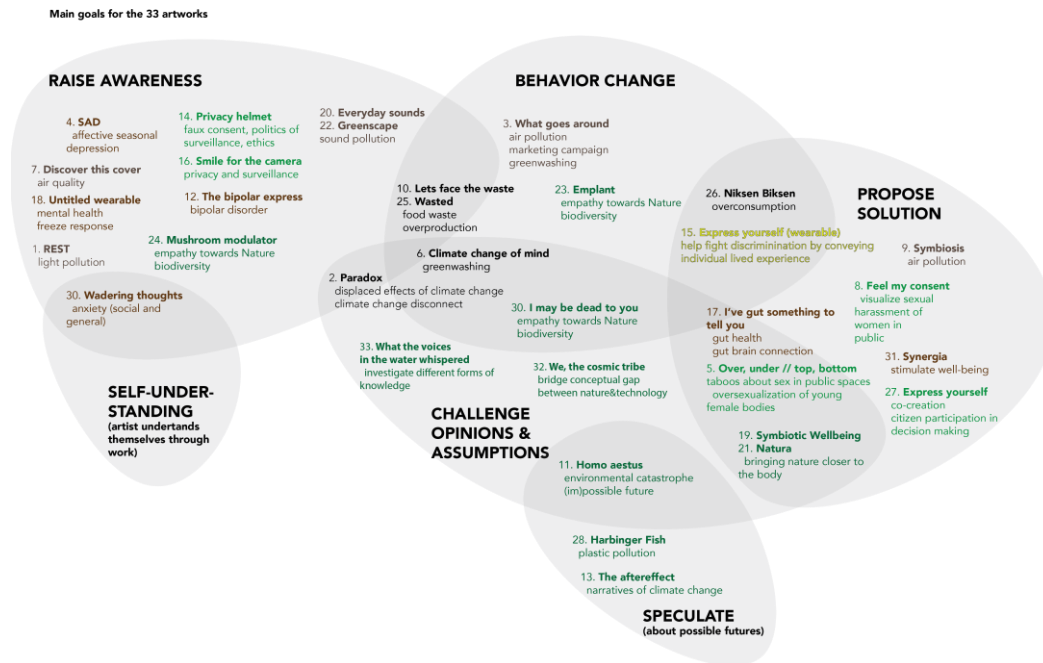 Main goals for the 33 artworks
RAISE AWARENESS
4. SAD
affective seasonal
depression
14. Privacy helmet
faux consent, politics of
surveillance, ethics
16. Smile for the camera
privacy and surveillance
20. Everyday sounds
22. Greenscape
sound pollution
7. Discover this cover
air quality
18. Untitled wearable
mental health
freeze response
12. The bipolar express
bipolar disorder
1. REST
light pollution
24. Mushroom modulator
empathy towards Nature
biodiversity
30. Wadering thoughts
anxiety (social and
general)
SELF-UNDER-
STANDING
(artist undertands
themselves through
work)
BEHAVIOR CHANGE
3. What goes around
air pollution
marketing campaign
greenwashing
10. Lets face the waste
25. Wasted
food waste
overproduction
23. Emplant
empathy towards Nature
biodiversity
26. Niksen Biksen
overconsumption
6. Climate change of mind
greenwashing
2. Paradox
displaced effects of climate change
climate change disconnect
30. I may be dead to you
empathy towards Nature
biodiversity
33. What the voices
in the water whispered
investigate different forms of
knowledge
32. We, the cosmic tribe
bridge conceptual gap
between nature&technology
CHALLENGE
OPINIONS &
ASSUMPTIONS
PROPOSE
SOLUTION
15. Express yourself (wearable)
help fight discriminination by conveying
individual lived experience
9. Symbiosis
air pollution
8. Feel my consent
visualize sexual
harassment of
women in
public
17. I've gut something to
tell you
gut health
gut brain connection
31. Synergia
stimulate well-being
5. Over, under // top, bottom
taboos about sex in public spaces
oversexualization of young
female bodies
27. Express yourself
co-creation
citizen participation in
decision making
19. Symbiotic Wellbeing
21. Natura
bringing nature closer to
the body
11. Homo aestus
environmental catastrophe
(im)possible future
28. Harbinger Fish
plastic pollution
13. The aftereffect
narratives of climate change
SPECULATE
(about possible futures)